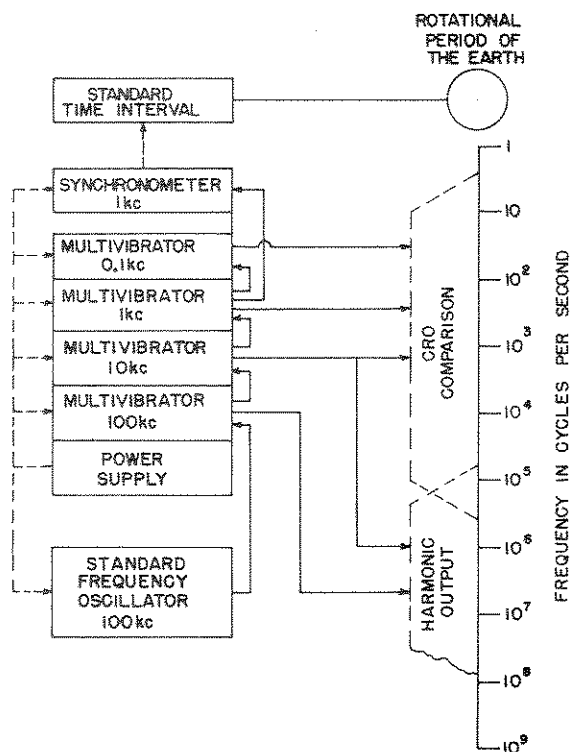 ROTATIONAL
PERIOD OF
THE EARTH
STANDARD
TIME INTERVAL
SYNCHRONOMETER
1kc
MULTIVIBRATOR
0.1kc
MULTIVIBRATOR
1kc
MULTIVIBRATOR
10kc
MULTIVIBRATOR
100kc
POWER
SUPPLY
STANDARD
FREQUENCY
OSCILLATOR
100kc
CRO
COMPARISON
HARMONIC
OUTPUT
1
10
10²
10³
10⁴
10⁵
10⁶
10⁷
10⁸
10⁹
FREQUENCY IN CYCLES PER SECOND